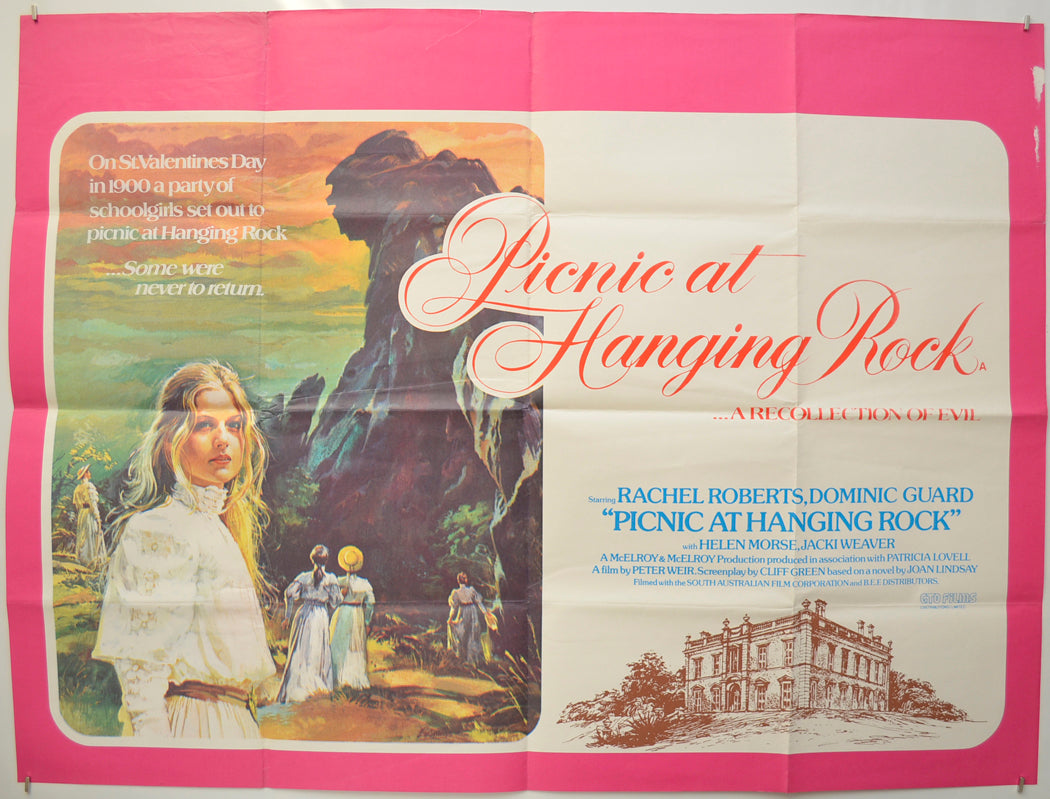 On St.Valentines Day
in 1900 a party of
schoolgirls set out to
picnic at Hanging Rock
...Some were
never to return.
Picnic at
Hanging Rock A
...A RECOLLECTION OF EVIL
Starring RACHEL ROBERTS, DOMINIC GUARD
"PICNIC AT HANGING ROCK"
with HELEN MORSE, JACKI WEAVER
A McELROY & McELROY Production produced in association with PATRICIA LOVELL
A film by PETER WEIR. Screenplay by CLIFF GREEN based on a novel by JOAN LINDSAY
Filmed with the SOUTH AUSTRALIAN FILM CORPORATION and B.E.F. DISTRIBUTORS.
GTO FILMS
DISTRIBUTORS LIMITED